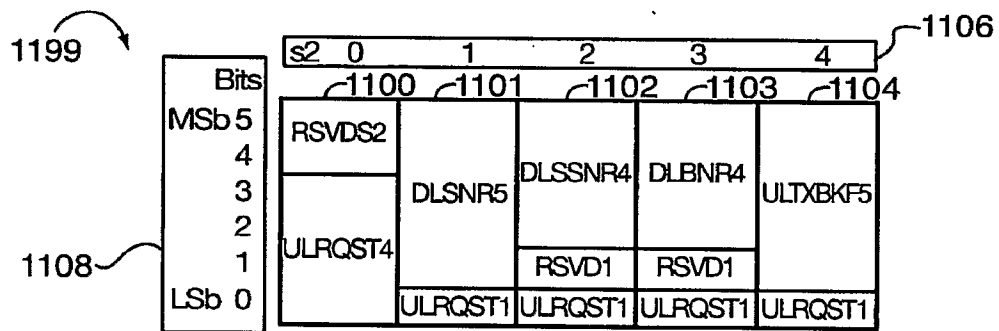 1199
s2 0 1 2 3 4
1106
Bits
1100 1101 1102 1103 1104
MSb 5
4
3
2
1
LSb 0
1108
RSVDS2
ULRQST4
DLSNR5
ULRQST1
DLSSNR4
RSVD1
ULRQST1
DLBNR4
RSVD1
ULRQST1
ULTXBKF5
ULRQST1